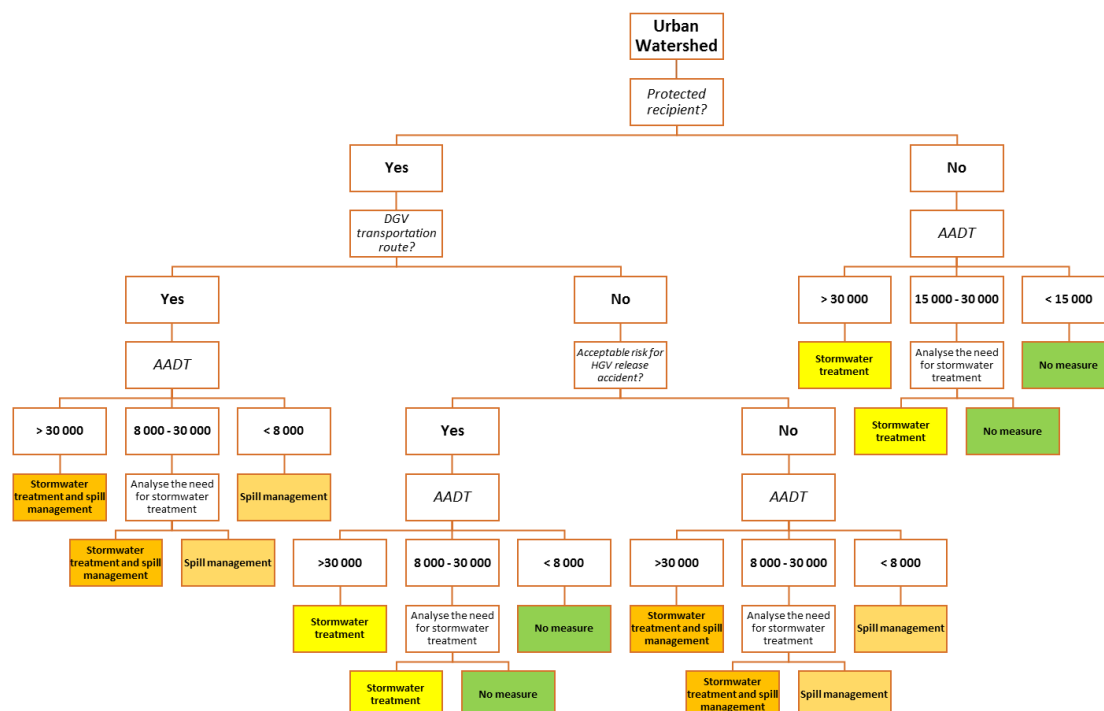 Urban
Watershed
Protected
recipient?
Yes
No
DGV
transportation
route?
AADT
Yes
No
> 30 000
15 000 - 30 000
< 15 000
AADT
Acceptable risk for
HGV release
accident?
Stormwater
treatment
Analyse the need
for stormwater
treatment
No measure
> 30 000
8 000 - 30 000
< 8 000
Yes
No
Stormwater
treatment
No measure
Stormwater
treatment and spill
management
Analyse the need
for stormwater
treatment
Spill management
AADT
AADT
Stormwater
treatment and spill
management
Spill management
>30 000
8 000 - 30 000
< 8 000
>30 000
8 000 - 30 000
< 8 000
Stormwater
treatment
Analyse the need
for stormwater
treatment
No measure
Stormwater
treatment and spill
management
Analyse the need
for stormwater
treatment
Spill management
Stormwater
treatment
No measure
Stormwater
treatment and spill
management
Spill management